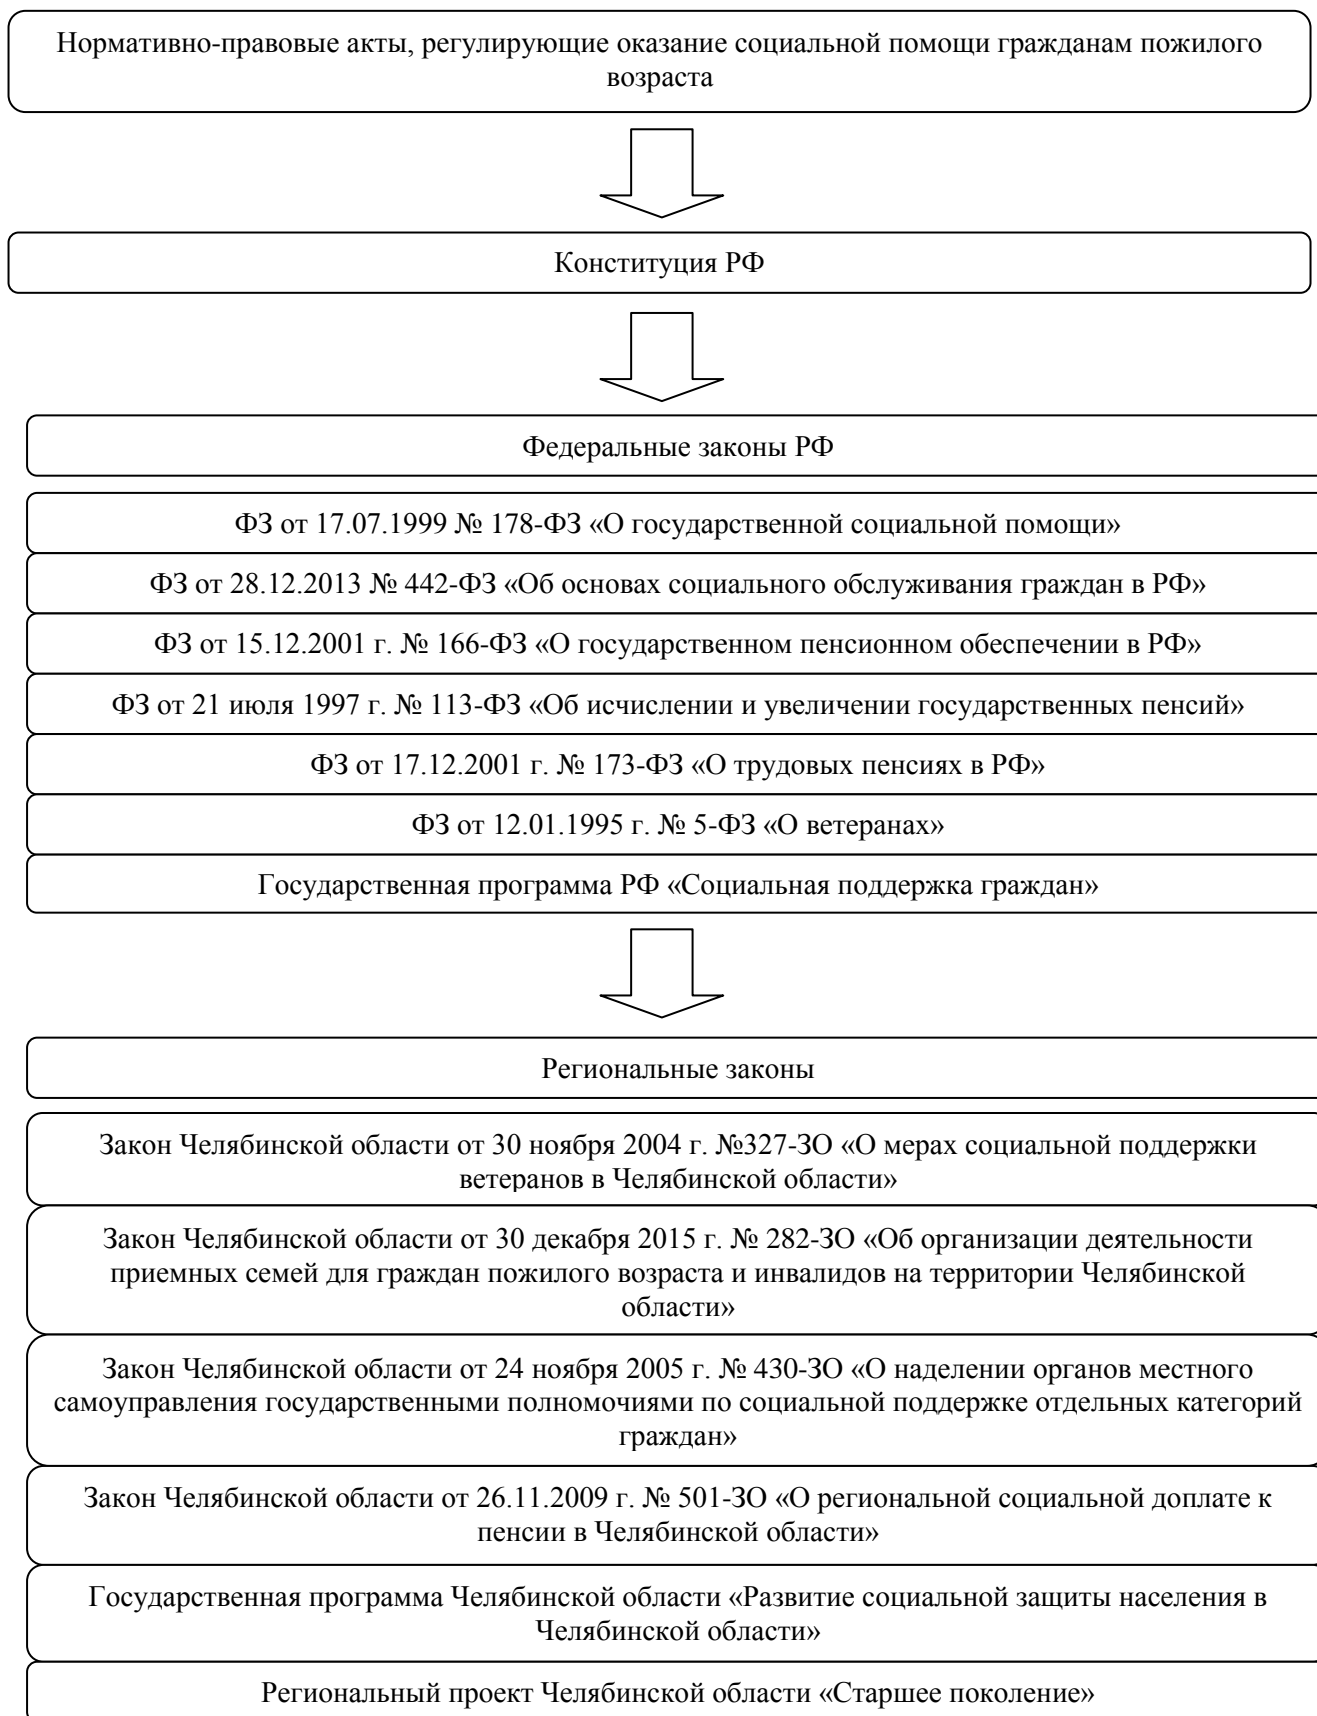 Нормативно-правовые акты, регулирующие оказание социальной помощи гражданам пожилого
возраста
Конституция РФ
Федеральные законы РФ
ФЗ от 17.07.1999 № 178-ФЗ «О государственной социальной помощи»
ФЗ от 28.12.2013 № 442-ФЗ «Об основах социального обслуживания граждан в РФ»
ФЗ от 15.12.2001 г. № 166-ФЗ «О государственном пенсионном обеспечении в РФ»
ФЗ от 21 июля 1997 г. № 113-ФЗ «Об исчислении и увеличении государственных пенсий»
ФЗ от 17.12.2001 г. № 173-ФЗ «О трудовых пенсиях в РФ»
ФЗ от 12.01.1995 г. № 5-ФЗ «О ветеранах»
Государственная программа РФ «Социальная поддержка граждан»
Региональные законы
Закон Челябинской области от 30 ноября 2004 г. №327-ЗО «О мерах социальной поддержки
ветеранов в Челябинской области»
Закон Челябинской области от 30 декабря 2015 г. № 282-ЗО «Об организации деятельности
приемных семей для граждан пожилого возраста и инвалидов на территории Челябинской
области»
Закон Челябинской области от 24 ноября 2005 г. № 430-ЗО «О наделении органов местного
самоуправления государственными полномочиями по социальной поддержке отдельных категорий
граждан»
Закон Челябинской области от 26.11.2009 г. № 501-ЗО «О региональной социальной доплате к
пенсии в Челябинской области»
Государственная программа Челябинской области «Развитие социальной защиты населения в
Челябинской области»
Региональный проект Челябинской области «Старшее поколение»